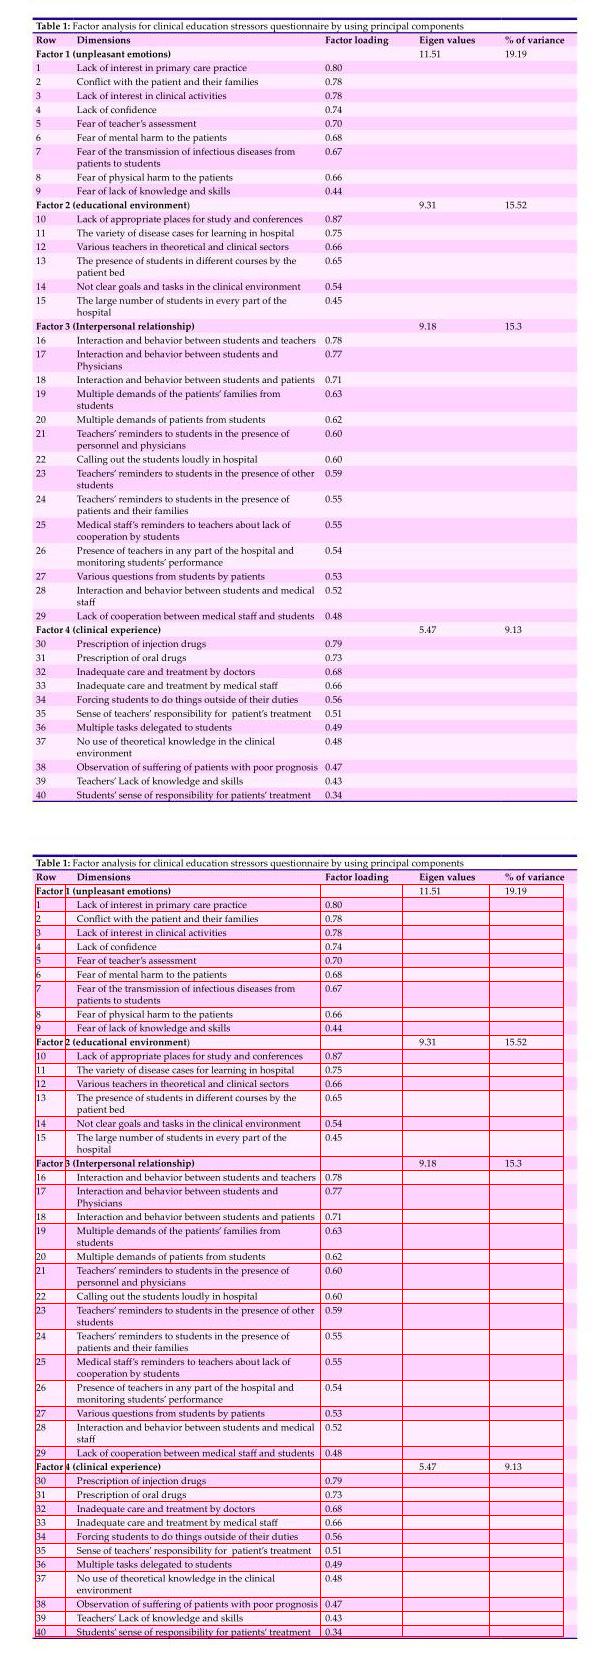 Table 1: Factor analysis for clinical education stressors questionnaire by using principal components
Row Dimensions Factor loading Eigen values % of variance
Factor 1 (unpleasant emotions) 11.51 19.19
1 Lack of interest in primary care practice 0.80
2 Conflict with the patient and their families 0.78
3 Lack of interest in clinical activities 0.78
4 Lack of confidence 0.74
5 Fear of teacher's assessment 0.70
6 Fear of mental harm to the patients 0.68
7 Fear of the transmission of infectious diseases from 0.67
patients to students
8 Fear of physical harm to the patients 0.66
9 Fear of lack of knowledge and skills 0.44
Factor 2 (educational environment) 9.31 15.52
10 Lack of appropriate places for study and conferences 0.87
11 The variety of disease cases for learning in hospital 0.75
12 Various teachers in theoretical and clinical sectors 0.66
13 The presence of students in different courses by the 0.65
patient bed
14 Not clear goals and tasks in the clinical environment 0.54
15 The large number of students in every part of the 0.45
hospital
Factor 3 (Interpersonal relationship) 9.18 15.3
16 Interaction and behavior between students and teachers 0.78
17 Interaction and behavior between students and 0.77
Physicians
18 Interaction and behavior between students and patients 0.71
19 Multiple demands of the patients' families from 0.63
students
20 Multiple demands of patients from students 0.62
21 Teachers' reminders to students in the presence of 0.60
personnel and physicians
22 Calling out the students loudly in hospital 0.60
23 Teachers' reminders to students in the presence of other 0.59
students
24 Teachers' reminders to students in the presence of 0.55
patients and their families
25 Medical staff's reminders to teachers about lack of 0.55
cooperation by students
26 Presence of teachers in any part of the hospital and 0.54
monitoring students' performance
27 Various questions from students by patients 0.53
28 Interaction and behavior between students and medical 0.52
staff
29 Lack of cooperation between medical staff and students 0.48
Factor 4 (clinical experience) 5.47 9.13
30 Prescription of injection drugs 0.79
31 Prescription of oral drugs 0.73
32 Inadequate care and treatment by doctors 0.68
33 Inadequate care and treatment by medical staff 0.66
34 Forcing students to do things outside of their duties 0.56
35 Sense of teachers' responsibility for patient's treatment 0.51
36 Multiple tasks delegated to students 0.49
37 No use of theoretical knowledge in the clinical 0.48
environment
38 Observation of suffering of patients with poor prognosis 0.47
39 Teachers' Lack of knowledge and skills 0.43
40 Students' sense of responsibility for patients' treatment 0.34
Table 1: Factor analysis for clinical education stressors questionnaire by using principal components
Row Dimensions Factor loading Eigen values % of variance
Factor 1 (unpleasant emotions) 11.51 19.19
1 Lack of interest in primary care practice 0.80
2 Conflict with the patient and their families 0.78
3 Lack of interest in clinical activities 0.78
4 Lack of confidence 0.74
5 Fear of teacher's assessment 0.70
6 Fear of mental harm to the patients 0.68
7 Fear of the transmission of infectious diseases from 0.67
patients to students
8 Fear of physical harm to the patients 0.66
9 Fear of lack of knowledge and skills 0.44
Factor 2 (educational environment) 9.31 15.52
10 Lack of appropriate places for study and conferences 0.87
11 The variety of disease cases for learning in hospital 0.75
12 Various teachers in theoretical and clinical sectors 0.66
13 The presence of students in different courses by the 0.65
patient bed
14 Not clear goals and tasks in the clinical environment 0.54
15 The large number of students in every part of the 0.45
hospital
Factor 3 (Interpersonal relationship) 9.18 15.3
16 Interaction and behavior between students and teachers 0.78
17 Interaction and behavior between students and 0.77
Physicians
18 Interaction and behavior between students and patients 0.71
19 Multiple demands of the patients' families from 0.63
students
20 Multiple demands of patients from students 0.62
21 Teachers' reminders to students in the presence of 0.60
personnel and physicians
22 Calling out the students loudly in hospital 0.60
23 Teachers' reminders to students in the presence of other 0.59
students
24 Teachers' reminders to students in the presence of 0.55
patients and their families
25 Medical staff's reminders to teachers about lack of 0.55
cooperation by students
26 Presence of teachers in any part of the hospital and 0.54
monitoring students' performance
27 Various questions from students by patients 0.53
28 Interaction and behavior between students and medical 0.52
staff
29 Lack of cooperation between medical staff and students 0.48
Factor 4 (clinical experience) 5.47 9.13
30 Prescription of injection drugs 0.79
31 Prescription of oral drugs 0.73
32 Inadequate care and treatment by doctors 0.68
33 Inadequate care and treatment by medical staff 0.66
34 Forcing students to do things outside of their duties 0.56
35 Sense of teachers' responsibility for patient's treatment 0.51
36 Multiple tasks delegated to students 0.49
37 No use of theoretical knowledge in the clinical 0.48
environment
38 Observation of suffering of patients with poor prognosis 0.47
39 Teachers' Lack of knowledge and skills 0.43
40 Students' sense of responsibility for patients' treatment 0.34